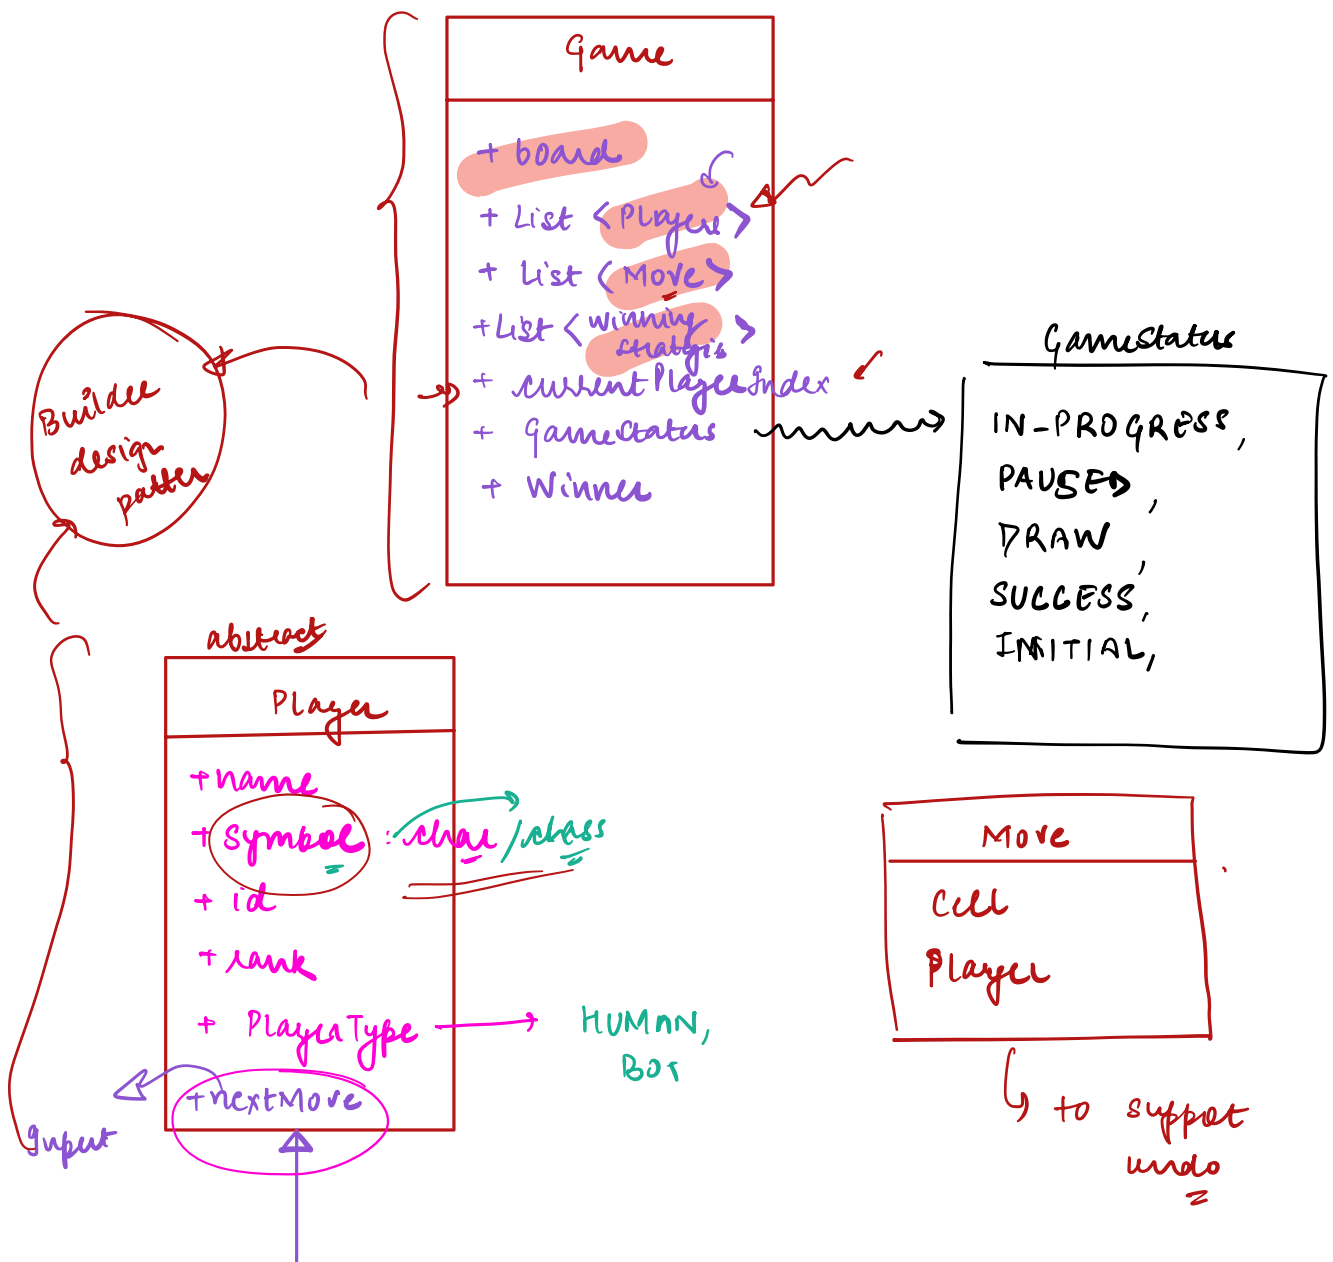 Game
+ board
+ List <Player>
+ List <Move>
+ List <winning
strategis>
+ currentPlayerIndex
+ GameStatus
+ Winner
Builder
design
patter
GameStatus
IN-PROGRESS,
PAUSED,
DRAW,
SUCCESS,
INITIAL,
abstract
Player
+ name
+ Symbol : char / class
+ id
+ rank
+ PlayerType
HUMAN,
BOT
+ nextMove
Input
Move
Cell
Player
to suppot
undo